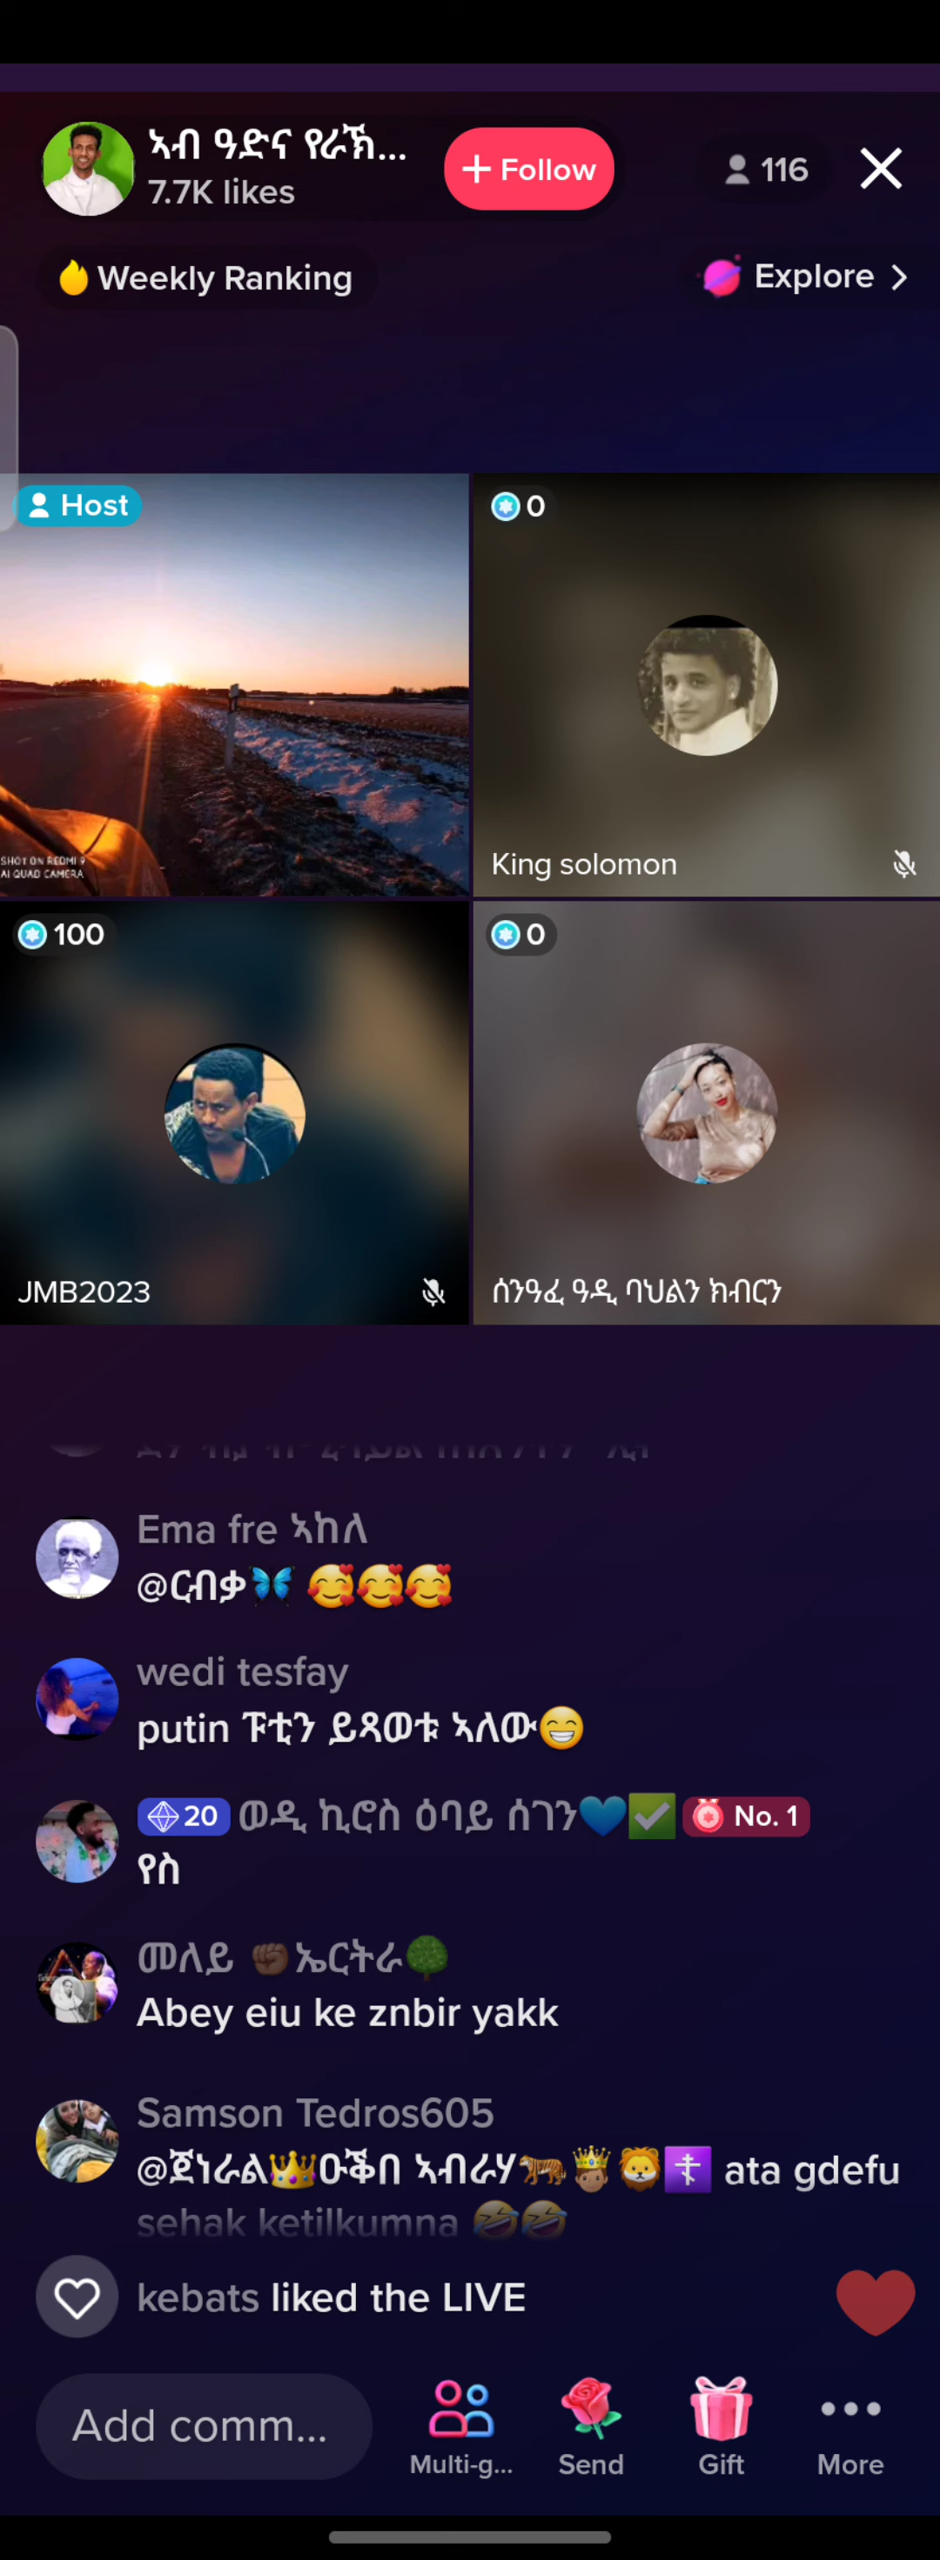 ኣብ ዓድና የራኽ...
7.7K likes
+ Follow
116
Weekly Ranking
Explore >
Host
0
SHOT ON REDMI 9
AI QUAD CAMERA
King solomon
100
0
JMB2023
ሰንዓፈ ዓዲ ባህልን ክብርን
Ema fre ኣከለ
@ርብቃ🦋 🥰🥰🥰
wedi tesfay
putin ፑቲን ይጻወቱ ኣለው😁
20 ወዲ ኪሮስ ዕባይ ሰገን💙✅ No. 1
የስ
መለይ ✊🏿ኤርትራ🌳
Abey eiu ke znbir yakk
Samson Tedros605
@ጀነራል👑ዑቕበ ኣብራሃ🐅🤴🏽🦁☦️ ata gdefu
sehak ketilkumna 🤣🤣
kebats liked the LIVE
Add comm...
Multi-g...
Send
Gift
More